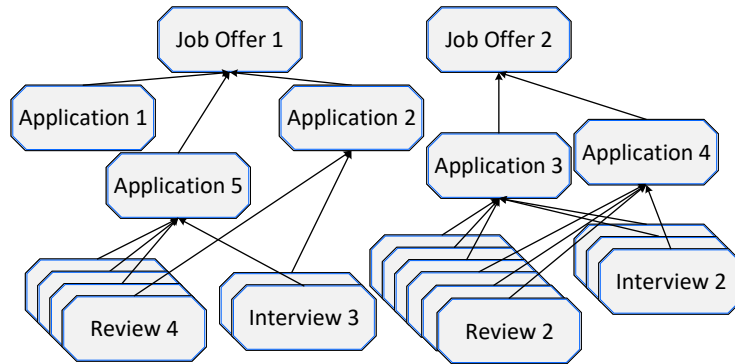 Job Offer 1
Job Offer 2
Application 1
Application 2
Application 3
Application 4
Application 5
Review 4
Interview 3
Review 2
Interview 2